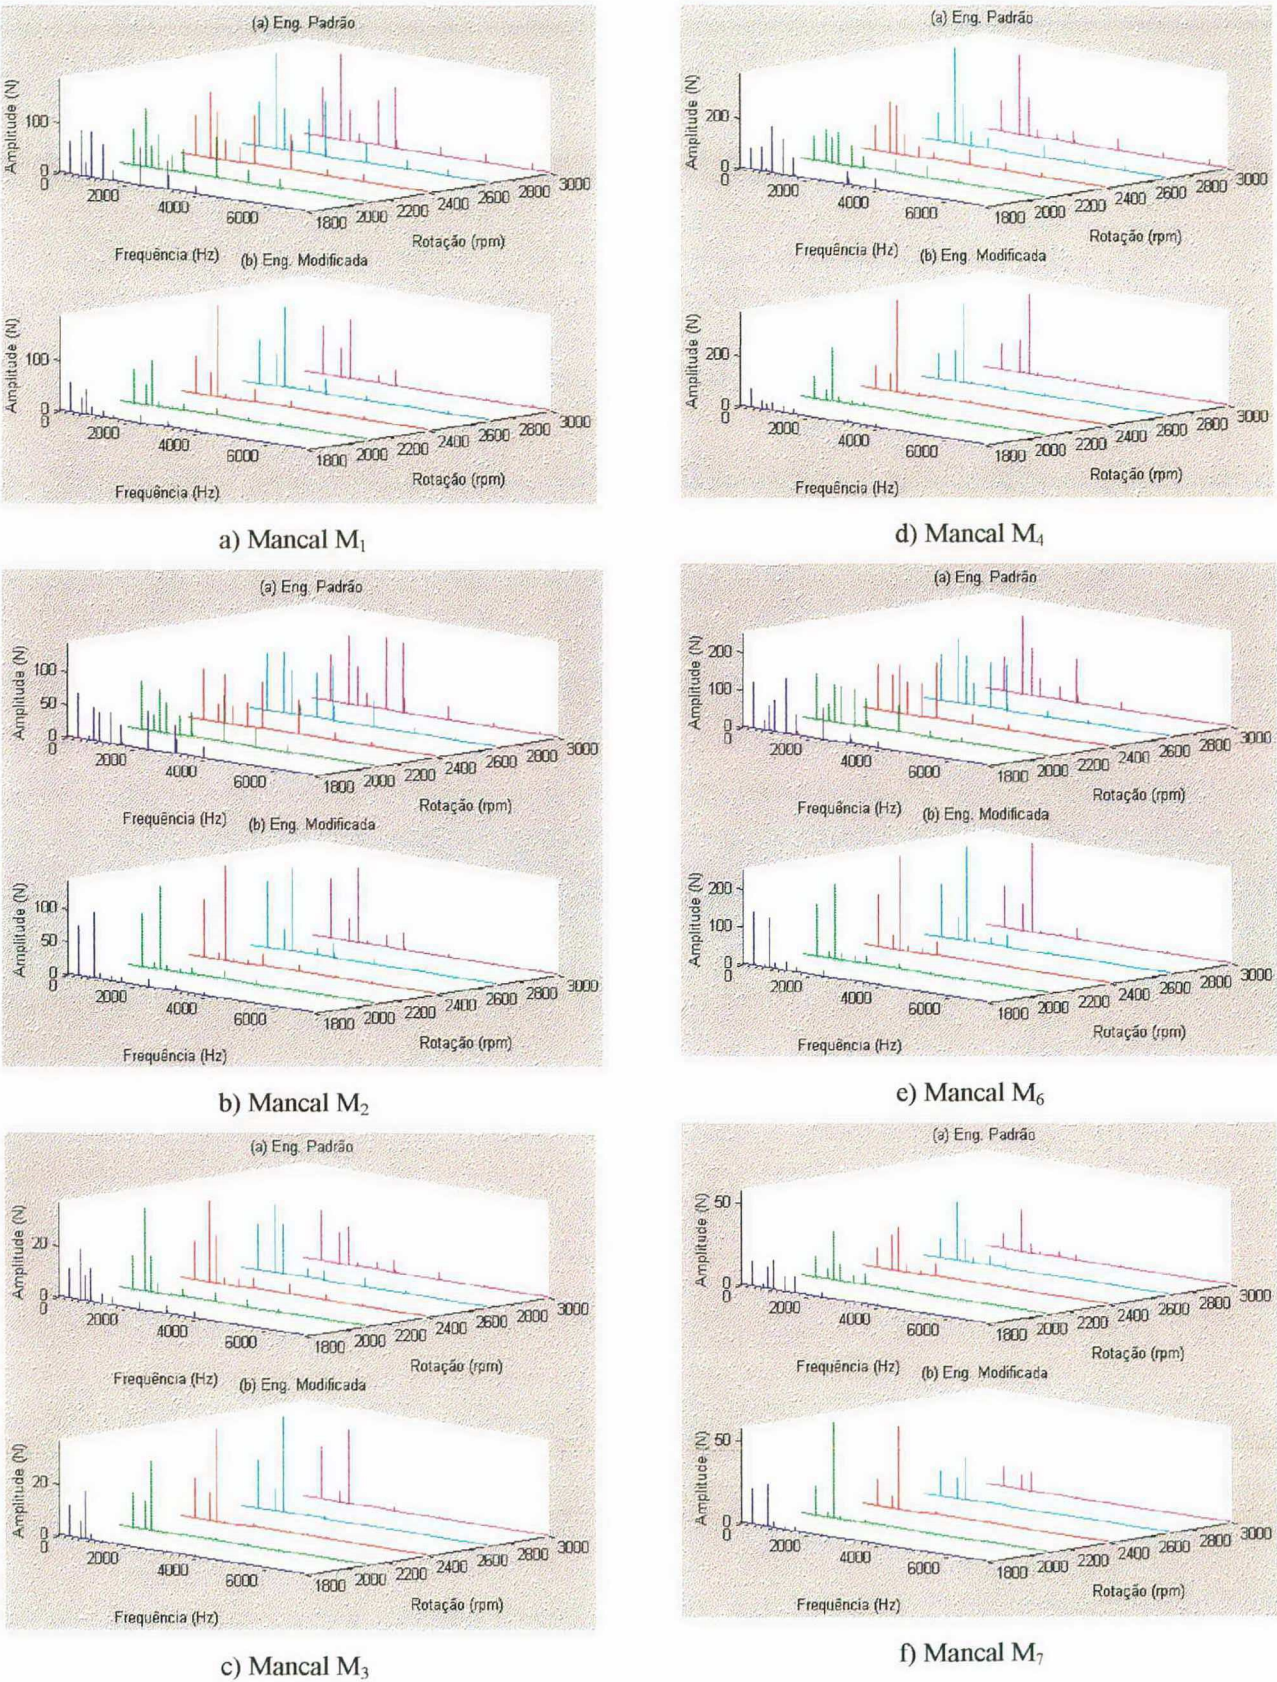 (a) Eng. Padrão
Amplitude (N)
100
0
0
2000
4000
6000
1800 2000 2200 2400 2600 2800 3000
Frequência (Hz)
Rotação (rpm)
(b) Eng. Modificada
Amplitude (N)
100
0
0
2000
4000
6000
1800 2000 2200 2400 2600 2800 3000
Frequência (Hz)
Rotação (rpm)
a) Mancal M₁
(a) Eng. Padrão
Amplitude (N)
200
0
0
2000
4000
6000
1800 2000 2200 2400 2600 2800 3000
Frequência (Hz)
Rotação (rpm)
(b) Eng. Modificada
Amplitude (N)
200
0
0
2000
4000
6000
1800 2000 2200 2400 2600 2800 3000
Frequência (Hz)
Rotação (rpm)
d) Mancal M₄
(a) Eng. Padrão
Amplitude (N)
100
50
0
0
2000
4000
6000
1800 2000 2200 2400 2600 2800 3000
Frequência (Hz)
Rotação (rpm)
(b) Eng. Modificada
Amplitude (N)
100
50
0
0
2000
4000
6000
1800 2000 2200 2400 2600 2800 3000
Frequência (Hz)
Rotação (rpm)
b) Mancal M₂
(a) Eng. Padrão
Amplitude (N)
200
100
0
0
2000
4000
6000
1800 2000 2200 2400 2600 2800 3000
Frequência (Hz)
Rotação (rpm)
(b) Eng. Modificada
Amplitude (N)
200
100
0
0
2000
4000
6000
1800 2000 2200 2400 2600 2800 3000
Frequência (Hz)
Rotação (rpm)
e) Mancal M₆
(a) Eng. Padrão
Amplitude (N)
20
0
0
2000
4000
6000
1800 2000 2200 2400 2600 2800 3000
Frequência (Hz)
Rotação (rpm)
(b) Eng. Modificada
Amplitude (N)
20
0
0
2000
4000
6000
1800 2000 2200 2400 2600 2800 3000
Frequência (Hz)
Rotação (rpm)
c) Mancal M₃
(a) Eng. Padrão
Amplitude (N)
50
0
0
2000
4000
6000
1800 2000 2200 2400 2600 2800 3000
Frequência (Hz)
Rotação (rpm)
(b) Eng. Modificada
Amplitude (N)
50
0
0
2000
4000
6000
1800 2000 2200 2400 2600 2800 3000
Frequência (Hz)
Rotação (rpm)
f) Mancal M₇